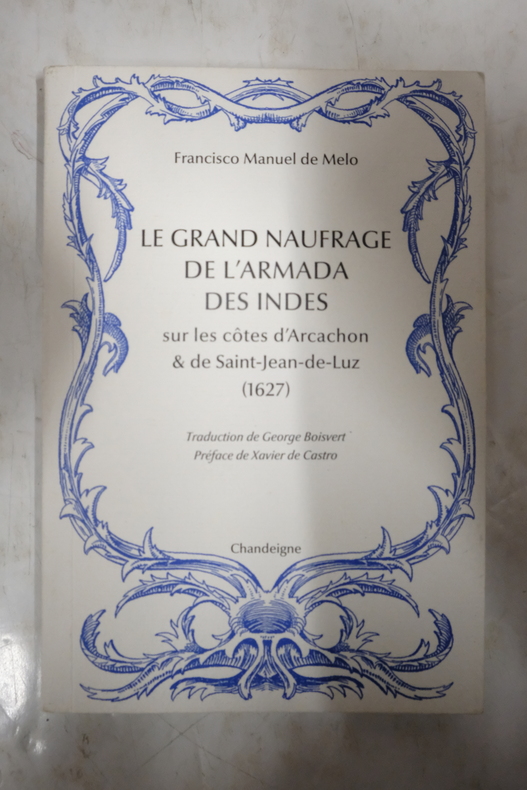 Francisco Manuel de Melo
LE GRAND NAUFRAGE
DE L'ARMADA
DES INDES
sur les côtes d'Arcachon
& de Saint-Jean-de-Luz
(1627)
Traduction de George Boisvert
Préface de Xavier de Castro
Chandeigne